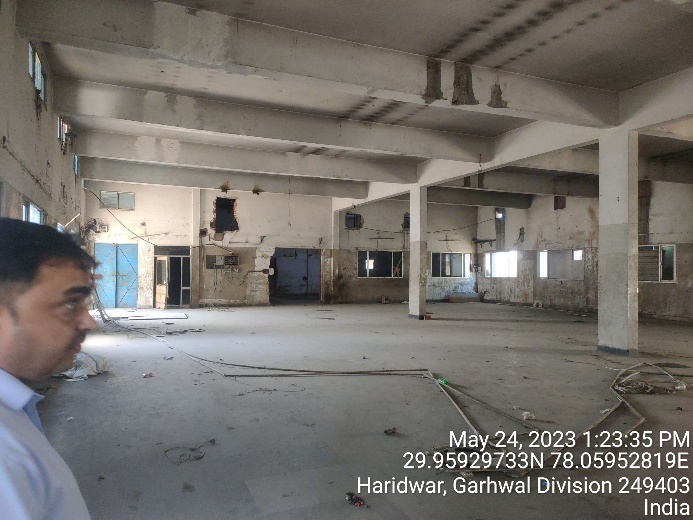 May 24, 2023 1:23:35 PM
29.95929733N 78.05952819E
Haridwar, Garhwal Division 249403
India